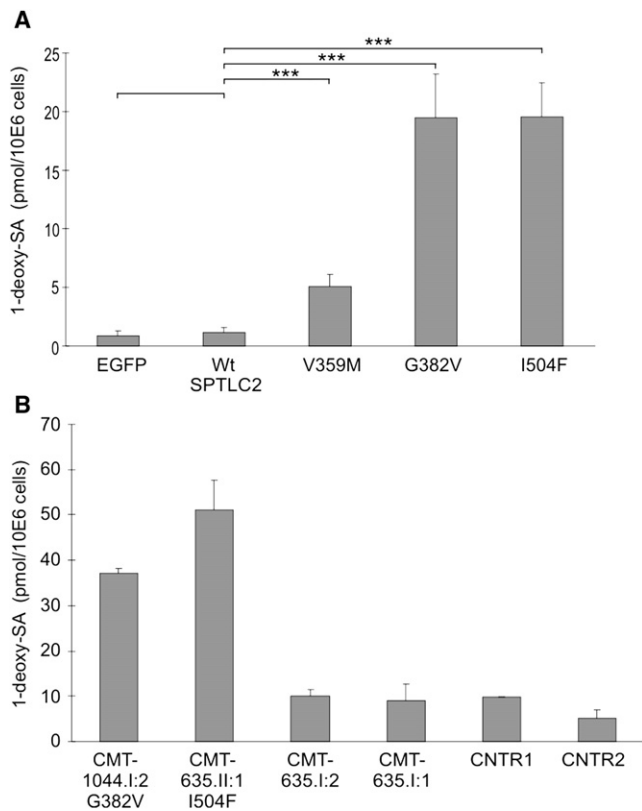 A
***
***
***
25
20
15
10
5
0
1-deoxy-SA (pmol/10E6 cells)
EGFP
Wt
SPTLC2
V359M
G382V
I504F
B
70
60
50
40
30
20
10
0
1-deoxy-SA (pmol/10E6 cells)
CMT-
1044.I:2
G382V
CMT-
635.II:1
I504F
CMT-
635.I:2
CMT-
635.I:1
CNTR1
CNTR2